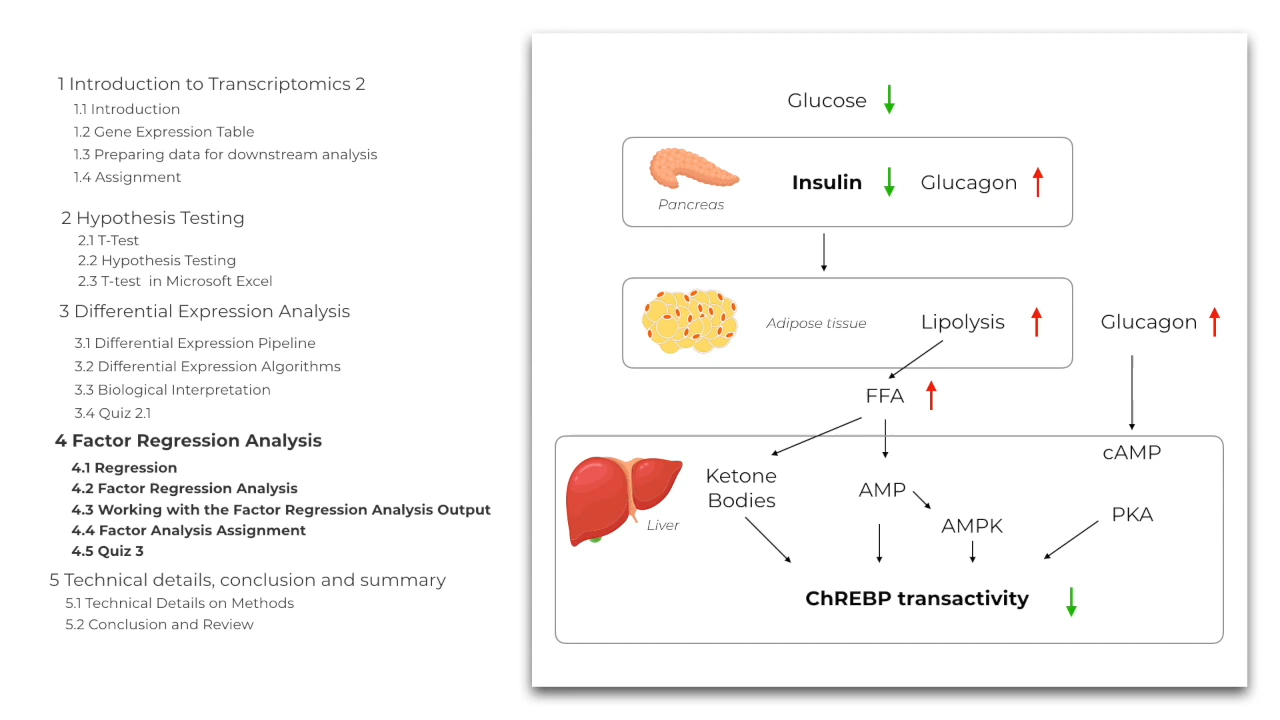 1 Introduction to Transcriptomics 2
1.1 Introduction
1.2 Gene Expression Table
1.3 Preparing data for downstream analysis
1.4 Assignment
2 Hypothesis Testing
2.1 T-Test
2.2 Hypothesis Testing
2.3 T-test in Microsoft Excel
3 Differential Expression Analysis
3.1 Differential Expression Pipeline
3.2 Differential Expression Algorithms
3.3 Biological Interpretation
3.4 Quiz 2.1
4 Factor Regression Analysis
4.1 Regression
4.2 Factor Regression Analysis
4.3 Working with the Factor Regression Analysis Output
4.4 Factor Analysis Assignment
4.5 Quiz 3
5 Technical details, conclusion and summary
5.1 Technical Details on Methods
5.2 Conclusion and Review
Glucose
Pancreas
Insulin
Glucagon
Adipose tissue
Lipolysis
Glucagon
FFA
Liver
Ketone
Bodies
AMP
AMPK
cAMP
PKA
ChREBP transactivity